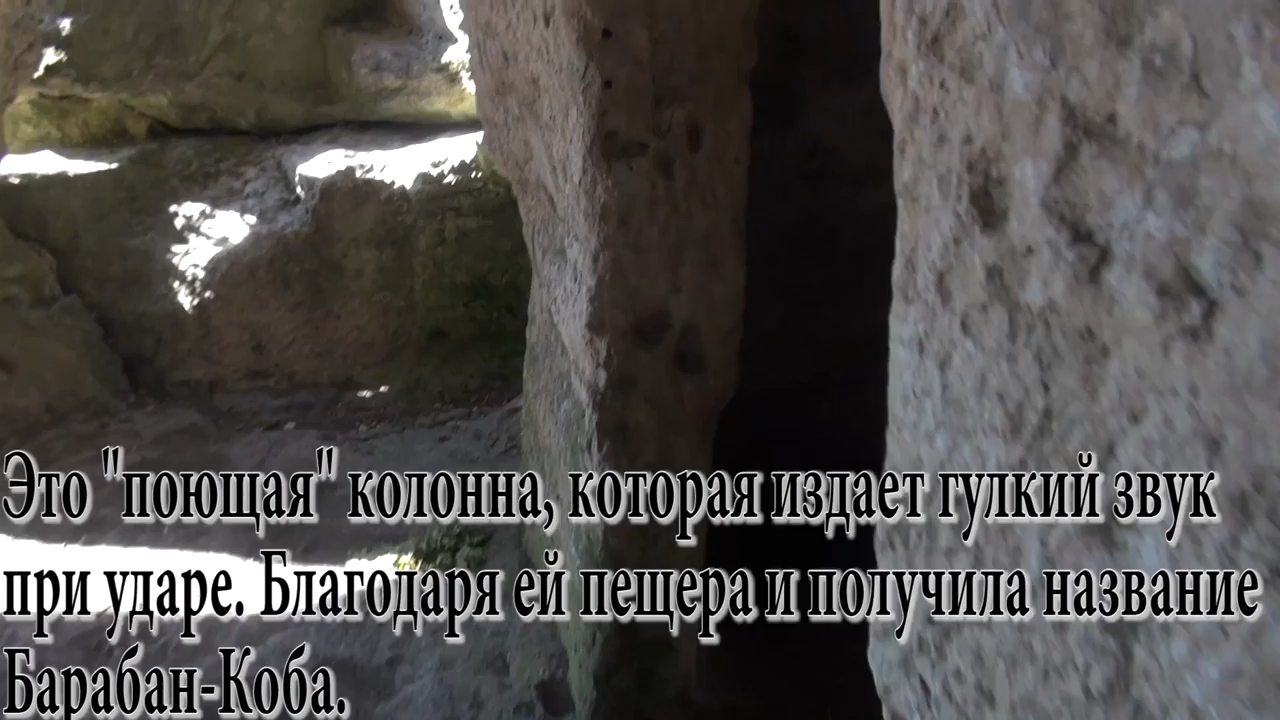 Это "поющая" колонна, которая издает гулкий звук
при ударе. Благодаря ей пещера и получила название
Барабан-Коба.